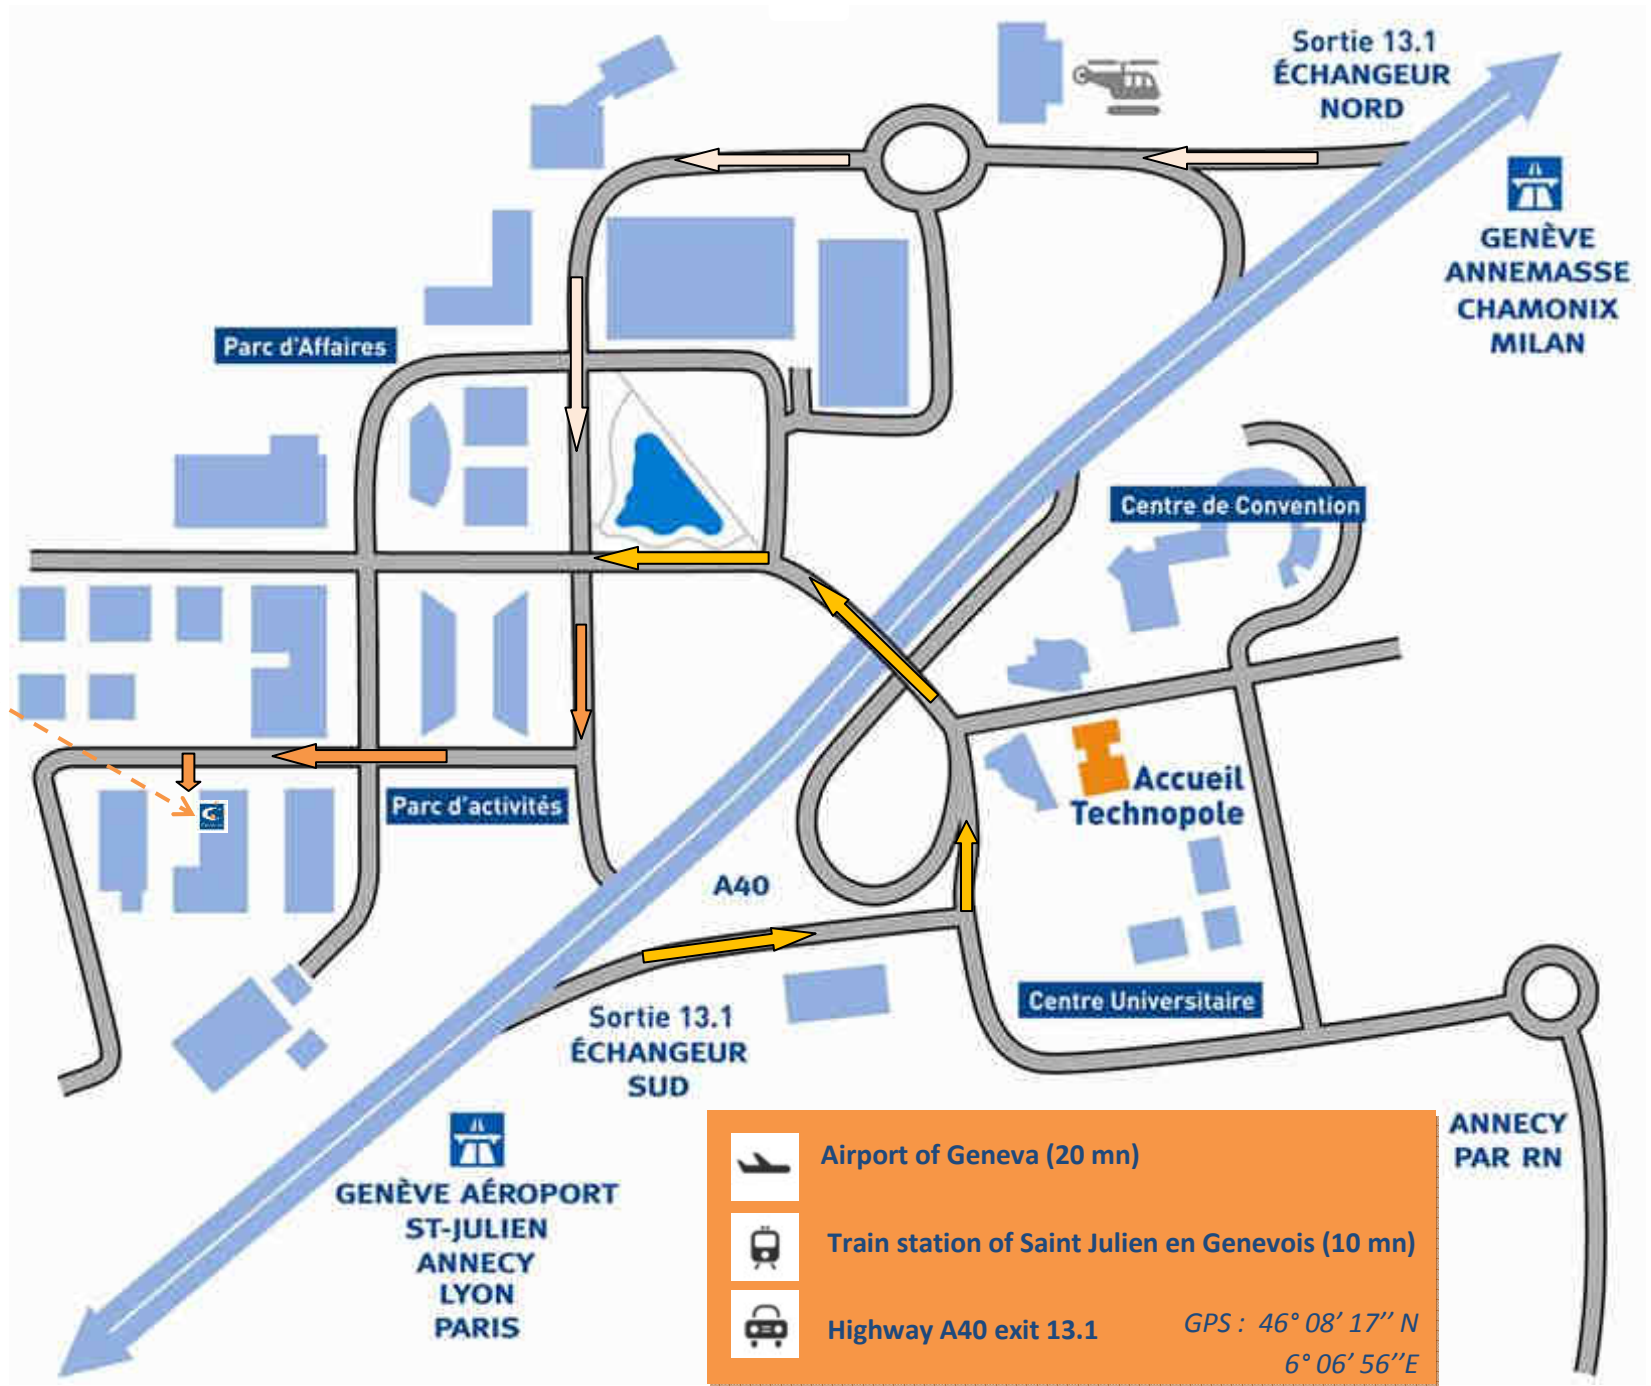 Sortie 13.1
ÉCHANGEUR
NORD
GENÈVE
ANNEMASSE
CHAMONIX
MILAN
Parc d'Affaires
Centre de Convention
Accueil
Technopole
Parc d'activités
A40
Centre Universitaire
Sortie 13.1
ÉCHANGEUR
SUD
GENÈVE AÉROPORT
ST-JULIEN
ANNECY
LYON
PARIS
ANNECY
PAR RN
Airport of Geneva (20 mn)
Train station of Saint Julien en Genevois (10 mn)
Highway A40 exit 13.1
GPS : 46° 08’ 17’’ N
6° 06’ 56’’E